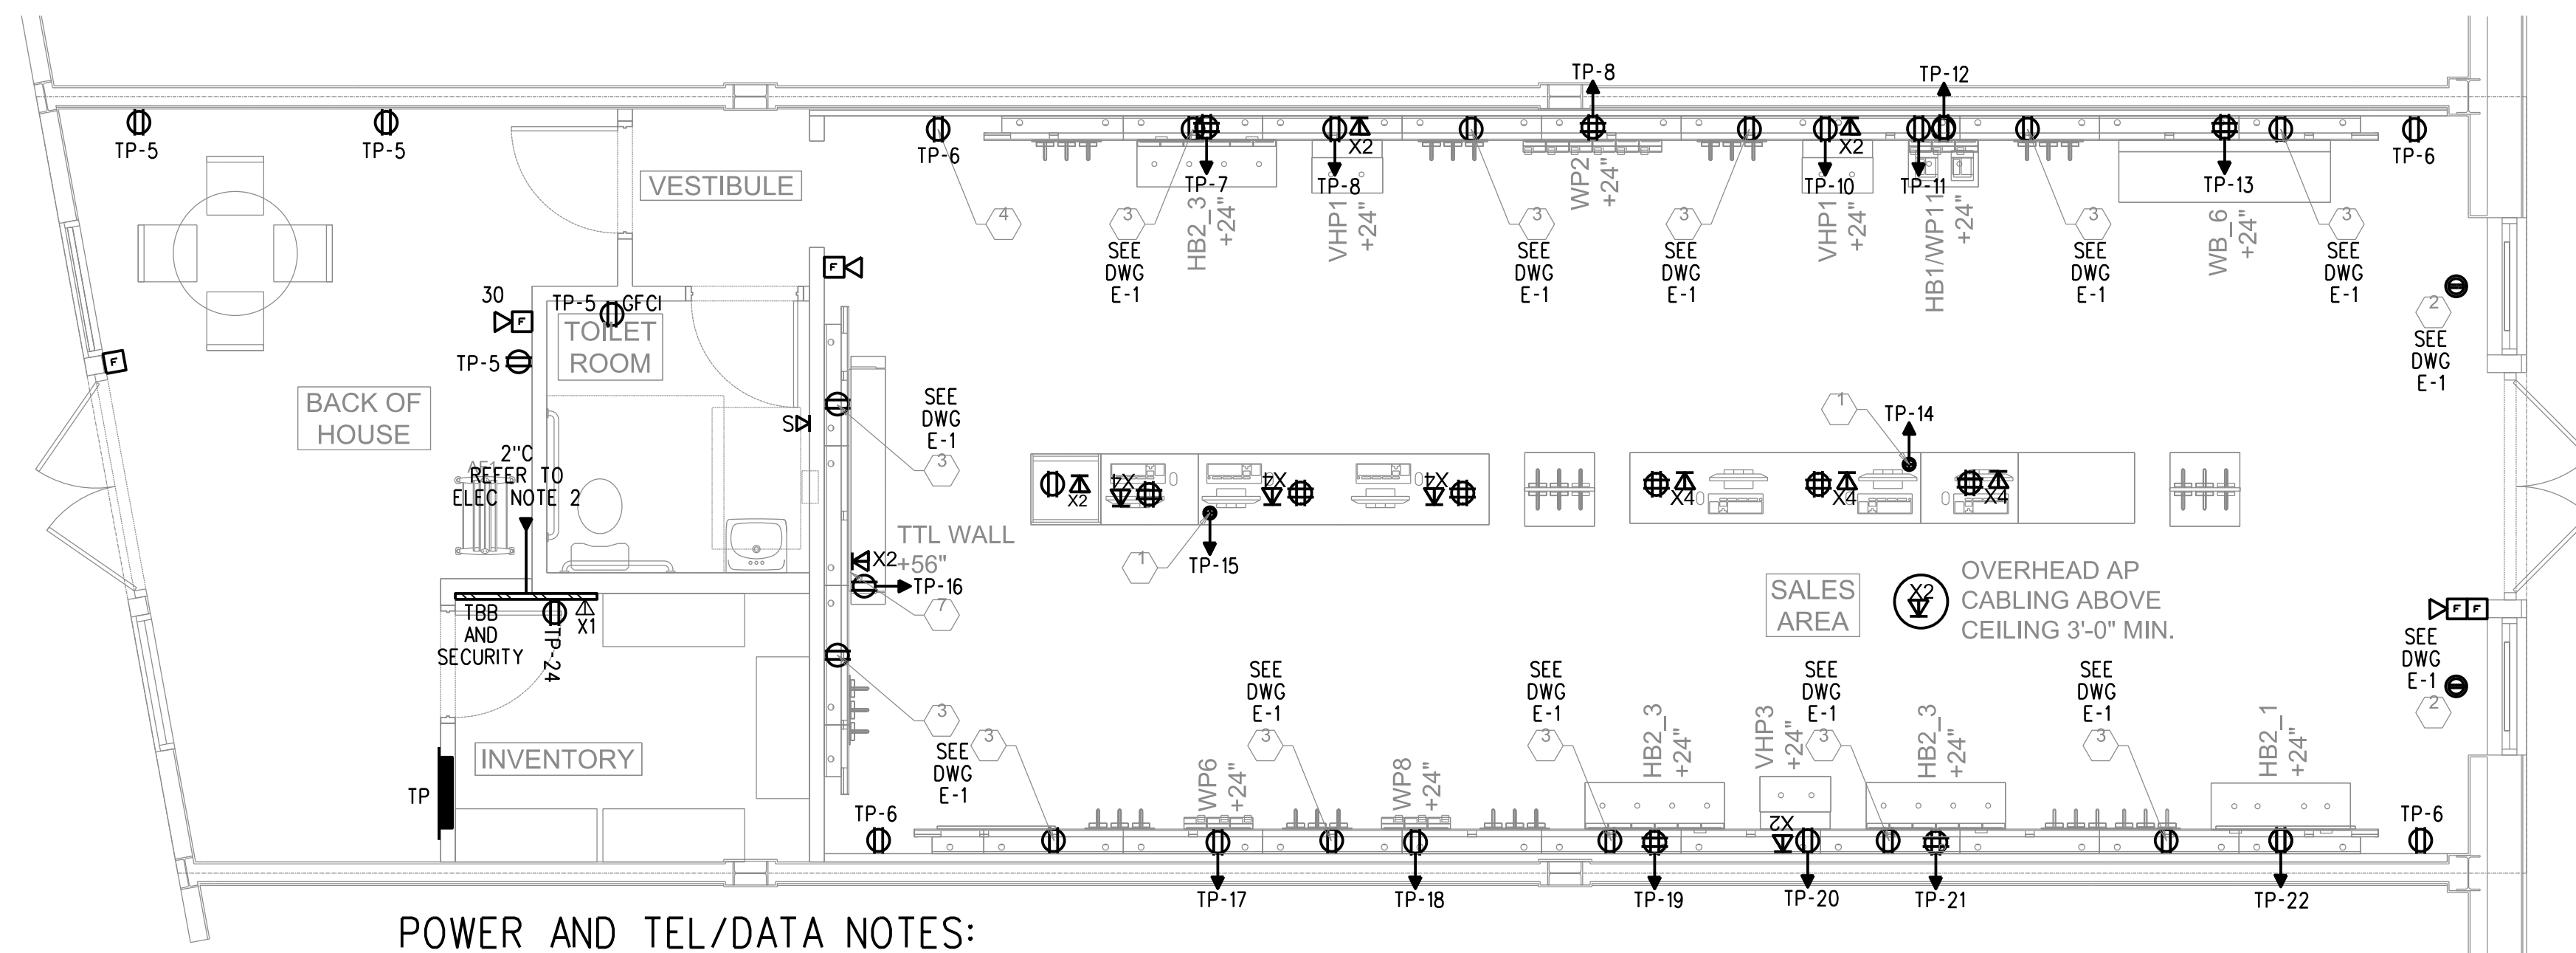 TP-8
TP-12
TP-5
TP-5
TP-6
X2
X2
TP-6
TP-7
TP-8
TP-10
TP-11
TP-13
VESTIBULE
HB2_3
+24"
VHP1
+24"
WP2
+24"
VHP1
+24"
HB1/WP11
+24"
WB_6
+24"
4
3
SEE
DWG
E-1
3
SEE
DWG
E-1
3
SEE
DWG
E-1
3
SEE
DWG
E-1
3
SEE
DWG
E-1
2
SEE
DWG
E-1
F
30
F
TP-5
GFCI
TOILET
ROOM
TP-5
F
BACK OF
HOUSE
S
SEE
DWG
E-1
3
1
TP-14
2"C
REFER TO
ELEC NOTE 2
X2
X4
X4
X4
X4
X4
X4
1
TP-15
TTL WALL
+56"
X2
TP-16
7
SALES
AREA
X2
OVERHEAD AP
CABLING ABOVE
CEILING 3'-0" MIN.
F F
TBB
AND
SECURITY
TP-24
X1
SEE
DWG
E-1
2
INVENTORY
TP
3
SEE
DWG
E-1
3
SEE
DWG
E-1
3
SEE
DWG
E-1
3
SEE
DWG
E-1
3
SEE
DWG
E-1
3
WP6
+24"
WP8
+24"
HB2_3
+24"
VHP3
+24"
HB2_3
+24"
HB2_1
+24"
TP-6
X2
TP-6
TP-17
TP-18
TP-19
TP-20
TP-21
TP-22
POWER AND TEL/DATA NOTES: